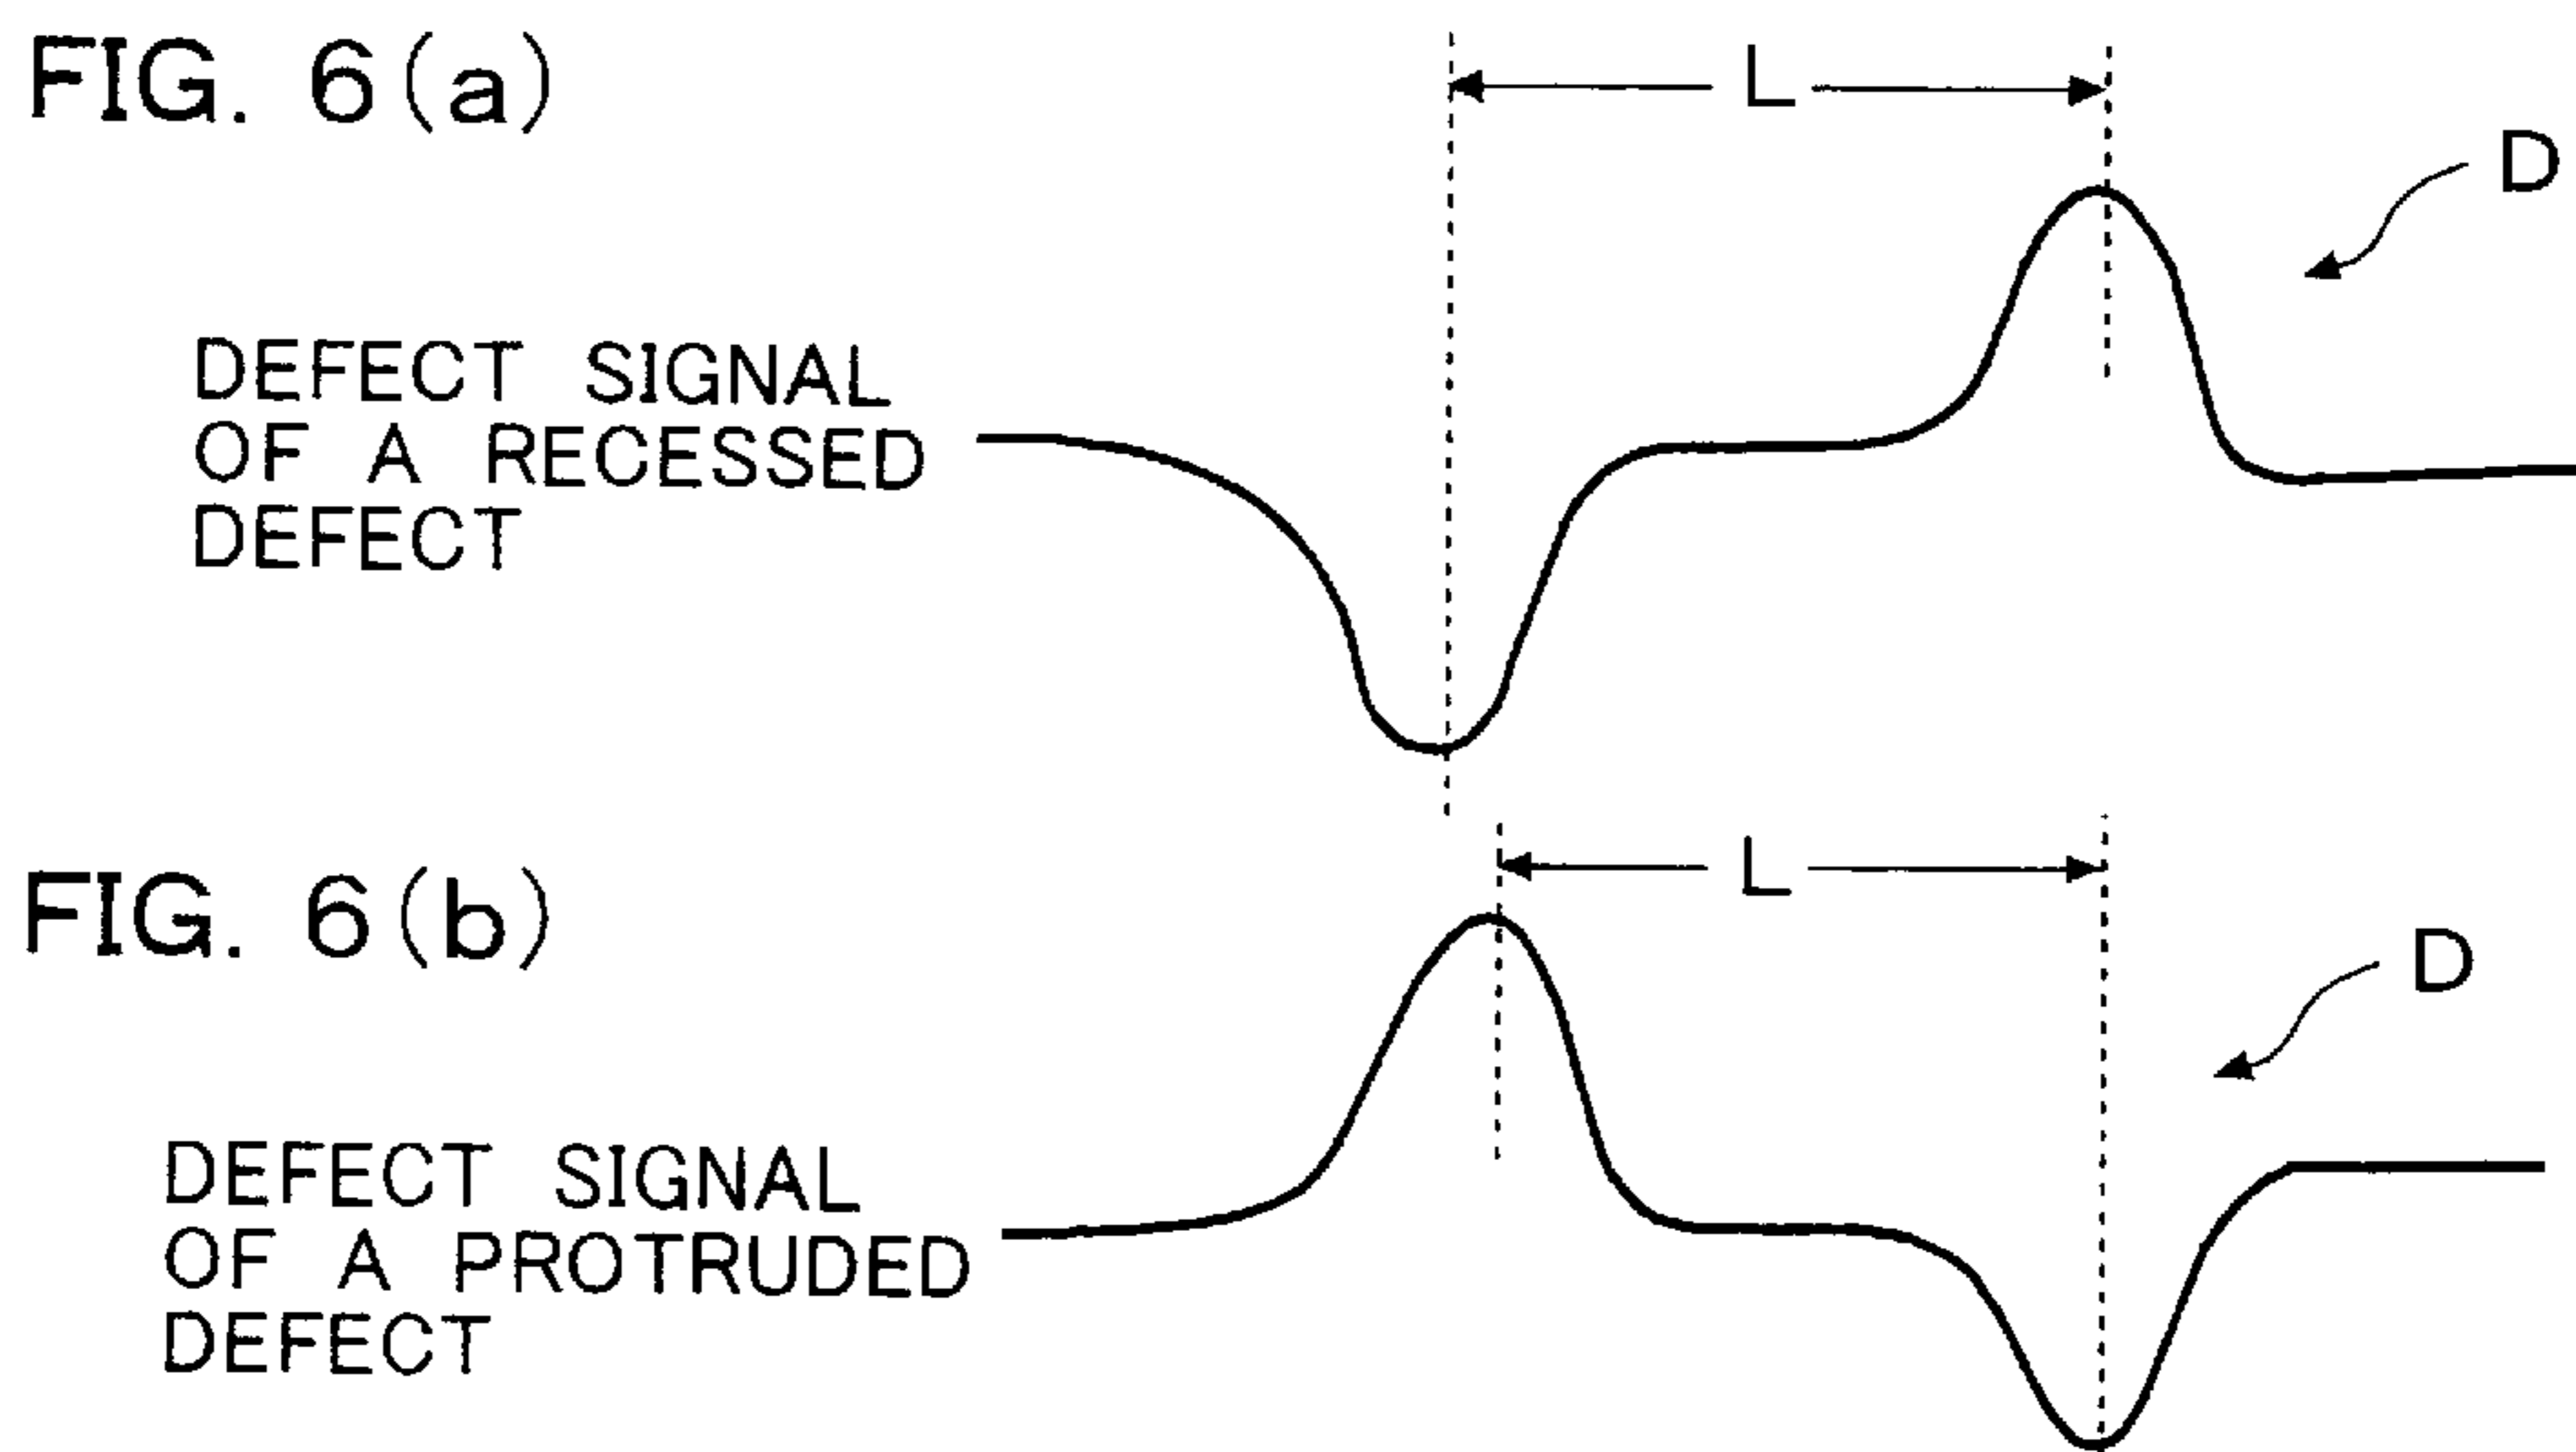 FIG. 6(a)
L
D
DEFECT SIGNAL
OF A RECESSED
DEFECT
FIG. 6(b)
L
D
DEFECT SIGNAL
OF A PROTRUDED
DEFECT